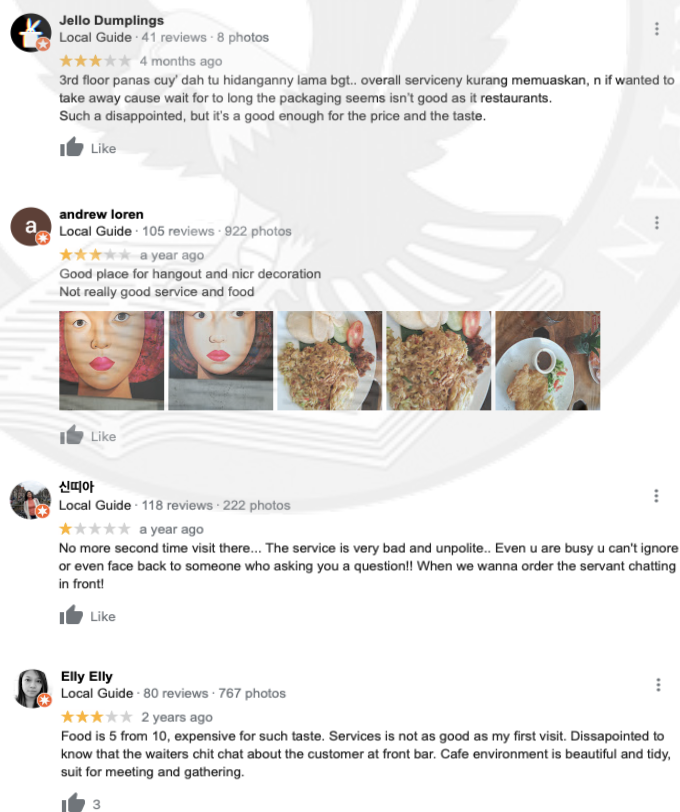 Jello Dumplings
Local Guide · 41 reviews · 8 photos
4 months ago
3rd floor panas cuy' dah tu hidanganny lama bgt.. overall serviceny kurang memuaskan, n if wanted to
take away cause wait for to long the packaging seems isn't good as it restaurants.
Such a disappointed, but it's a good enough for the price and the taste.
Like
a
andrew loren
Local Guide · 105 reviews · 922 photos
a year ago
Good place for hangout and nicr decoration
Not really good service and food
Like
신띠아
Local Guide · 118 reviews · 222 photos
a year ago
No more second time visit there... The service is very bad and unpolite.. Even u are busy u can't ignore
or even face back to someone who asking you a question!! When we wanna order the servant chatting
in front!
Like
Elly Elly
Local Guide · 80 reviews · 767 photos
2 years ago
Food is 5 from 10, expensive for such taste. Services is not as good as my first visit. Dissapointed to
know that the waiters chit chat about the customer at front bar. Cafe environment is beautiful and tidy,
suit for meeting and gathering.
3